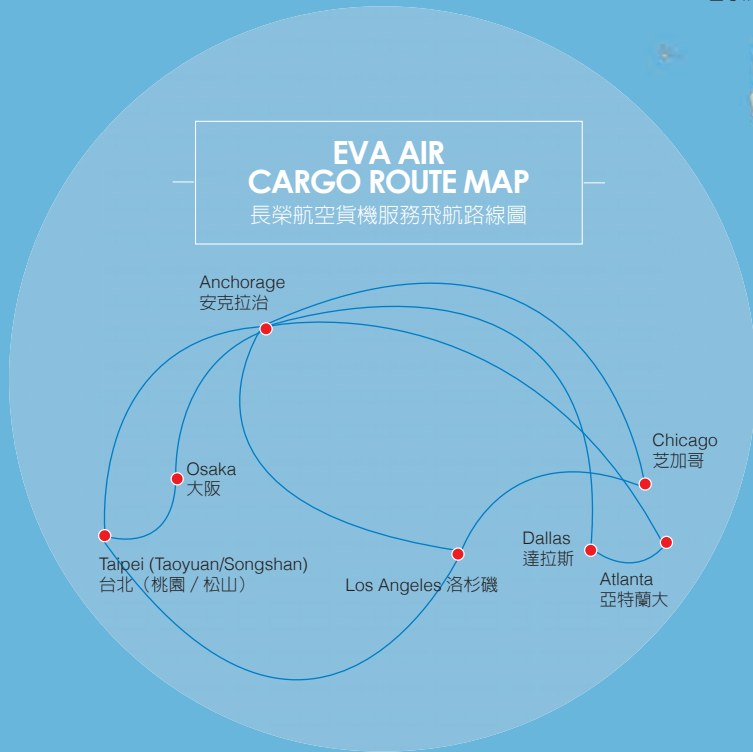 EVA AIR
CARGO ROUTE MAP
長榮航空貨機服務飛航路線圖
Anchorage
安克拉治
Chicago
芝加哥
Osaka
大阪
Dallas
達拉斯
Taipei (Taoyuan/Songshan)
台北（桃園 / 松山）
Los Angeles 洛杉磯
Atlanta
亞特蘭大